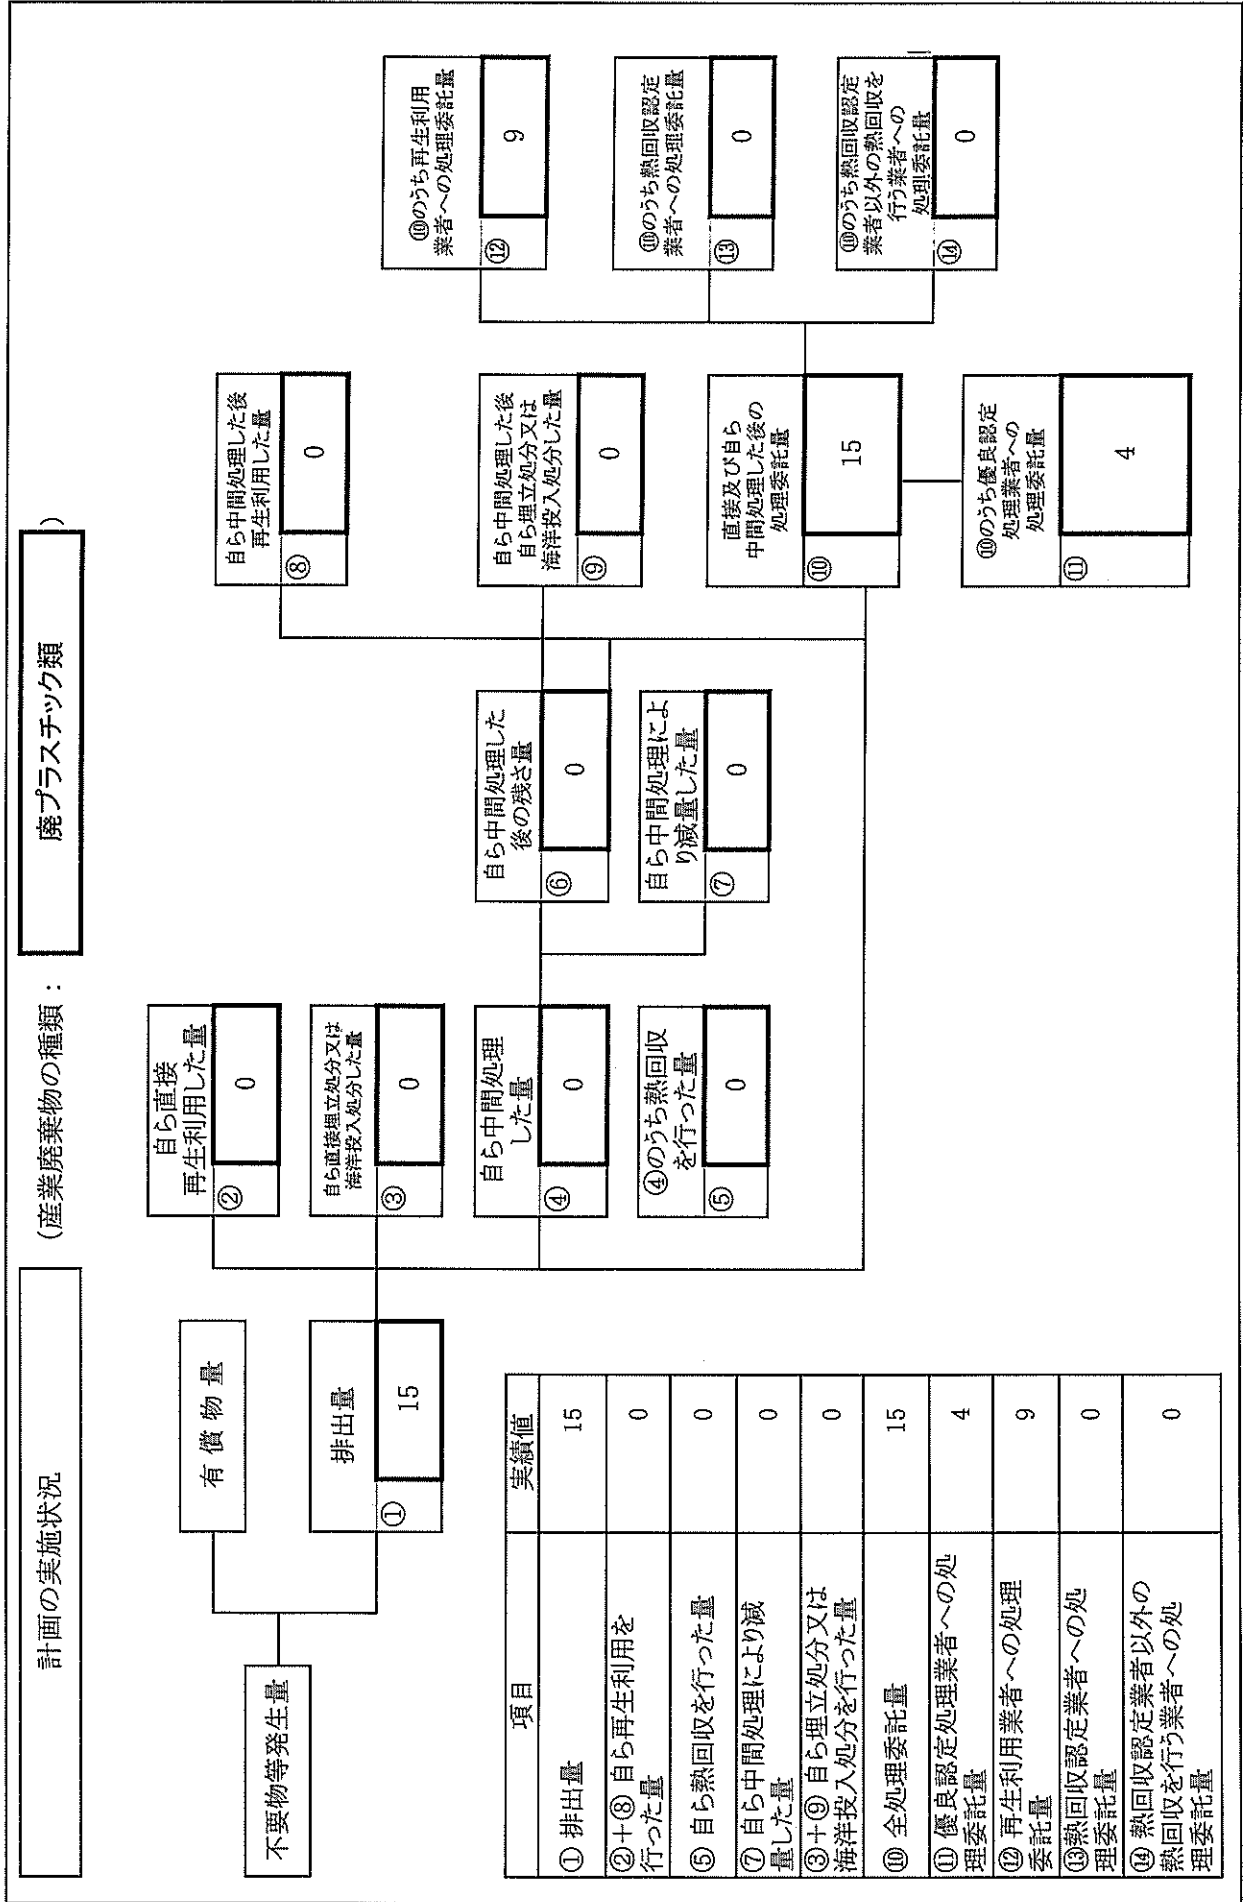 計画の実施状況
(産業廃棄物の種類：
廃プラスチック類
)
不要物等発生量
有 償 物 量
排出量
①
15
自ら直接
再生利用した量
②
0
自ら直接埋立処分又は
海洋投入処分した量
③
0
自ら中間処理
した量
④
0
④のうち熱回収
を行った量
⑤
0
自ら中間処理した
後の残さ量
⑥
0
自ら中間処理によ
り減量した量
⑦
0
自ら中間処理した後
再生利用した量
⑧
0
自ら中間処理した後
自ら埋立処分又は
海洋投入処分した量
⑨
0
直接及び自ら
中間処理した後の
処理委託量
⑩
15
⑩のうち優良認定
処理業者への
処理委託量
⑪
4
⑩のうち再生利用
業者への処理委託量
⑫
9
⑩のうち熱回収認定
業者への処理委託量
⑬
0
⑩のうち熱回収認定
業者以外の熱回収を
行う業者への
処理委託量
⑭
0
項目
実績値
① 排出量
15
②＋⑧ 自ら再生利用を
行った量
0
⑤ 自ら熱回収を行った量
0
⑦ 自ら中間処理により減
量した量
0
③＋⑨ 自ら埋立処分又は
海洋投入処分を行った量
0
⑩ 全処理委託量
15
⑪ 優良認定処理業者への処
理委託量
4
⑫ 再生利用業者への処理
委託量
9
⑬熱回収認定業者への処
理委託量
0
⑭ 熱回収認定業者以外の
熱回収を行う業者への処
理委託量
0